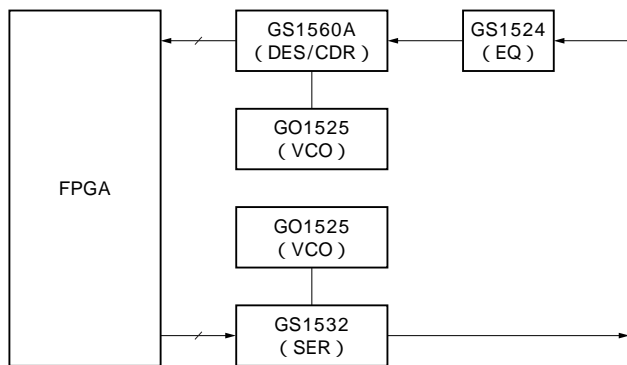 GS1560A
( DES/CDR )
GS1524
( EQ )
GO1525
( VCO )
FPGA
GO1525
( VCO )
GS1532
( SER )